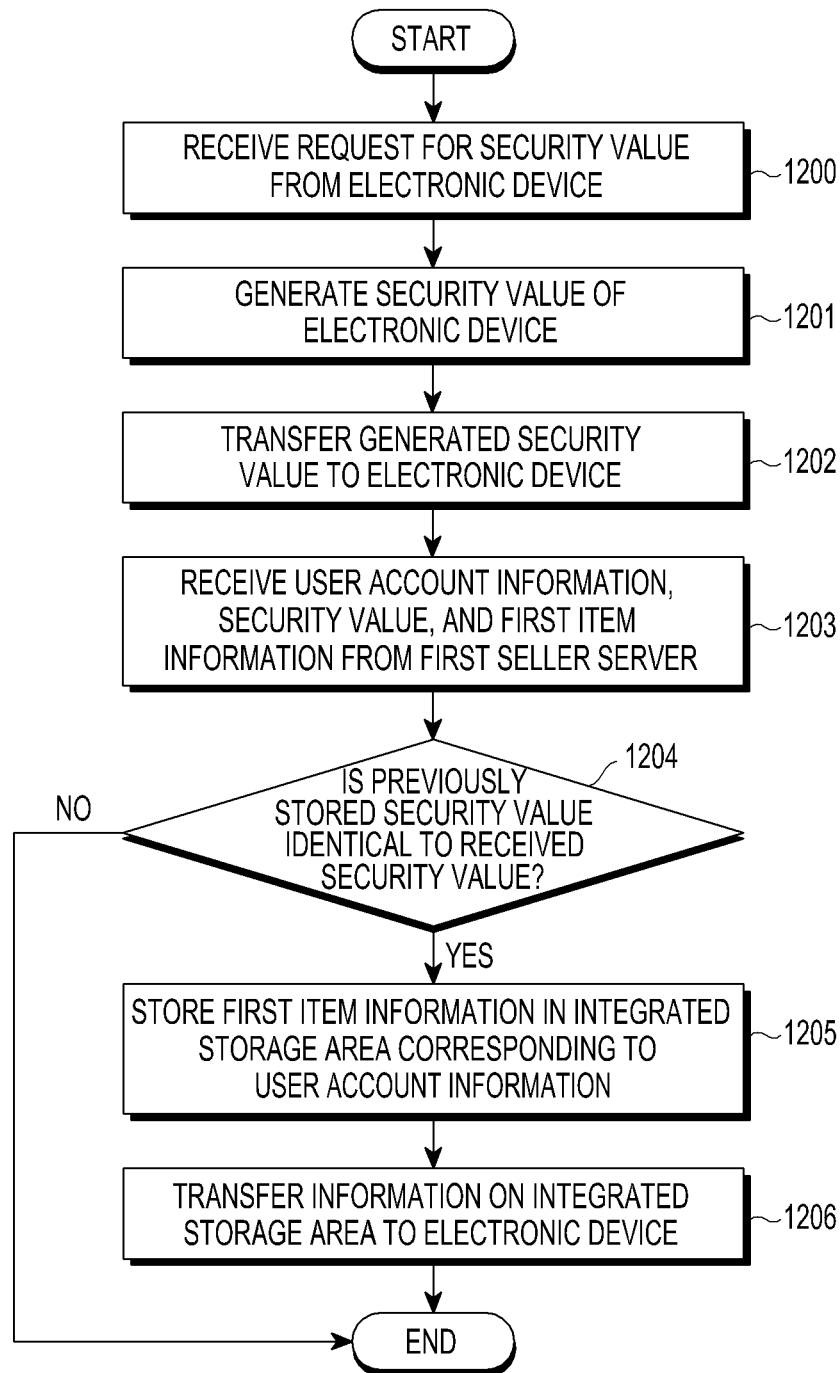 START
RECEIVE REQUEST FOR SECURITY VALUE
FROM ELECTRONIC DEVICE
1200
GENERATE SECURITY VALUE OF
ELECTRONIC DEVICE
1201
TRANSFER GENERATED SECURITY
VALUE TO ELECTRONIC DEVICE
1202
RECEIVE USER ACCOUNT INFORMATION,
SECURITY VALUE, AND FIRST ITEM
INFORMATION FROM FIRST SELLER SERVER
1203
1204
IS PREVIOUSLY
STORED SECURITY VALUE
IDENTICAL TO RECEIVED
SECURITY VALUE?
NO
YES
STORE FIRST ITEM INFORMATION IN INTEGRATED
STORAGE AREA CORRESPONDING TO
USER ACCOUNT INFORMATION
1205
TRANSFER INFORMATION ON INTEGRATED
STORAGE AREA TO ELECTRONIC DEVICE
1206
END